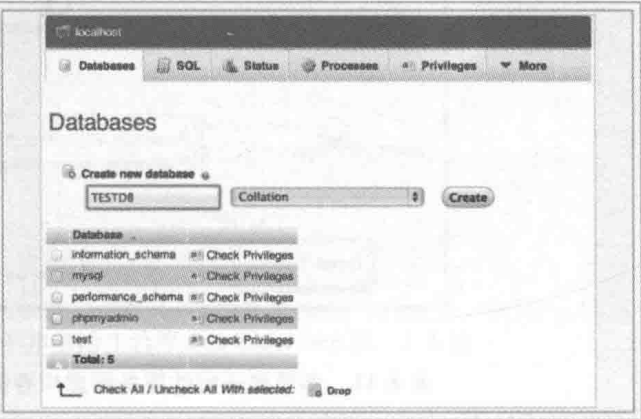 localhost
Databases SQL Status Processes Privileges More
Databases
Create new database
TESTDB Collation Create
Database
information_schema Check Privileges
mysql Check Privileges
performance_schema Check Privileges
phpmyadmin Check Privileges
test Check Privileges
Total: 5
Check All / Uncheck All With selected: Drop